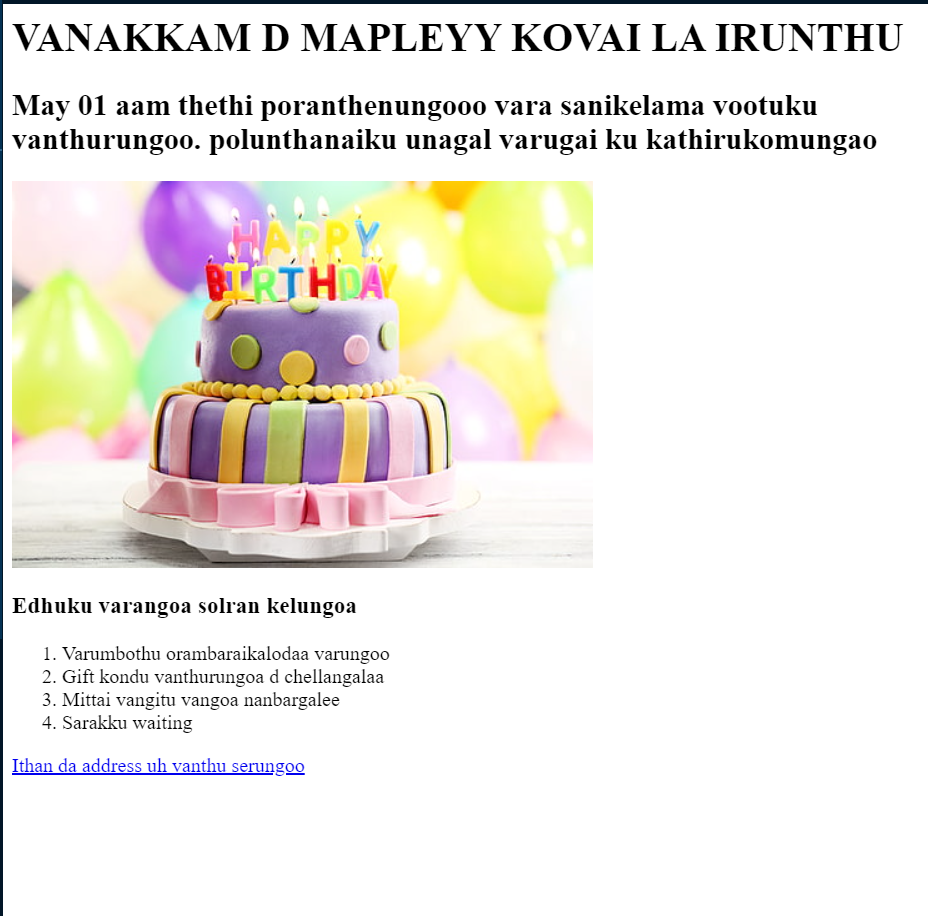 VANAKKAM D MAPLEYY KOVAI LA IRUNTHU
May 01 aam thethi poranthenungooo vara sanikelama vootuku
vanthurungoo. polunthanaiku unagal varugai ku kathirukomungao
HAPPY
BIRTHDAY
Edhuku varangoa solran kelungoa
1. Varumbothu orambaraikalodaa varungoo
2. Gift kondu vanthurungoa d chellangalaa
3. Mittai vangitu vangoa nanbargalee
4. Sarakku waiting
Ithan da address uh vanthu serungoo